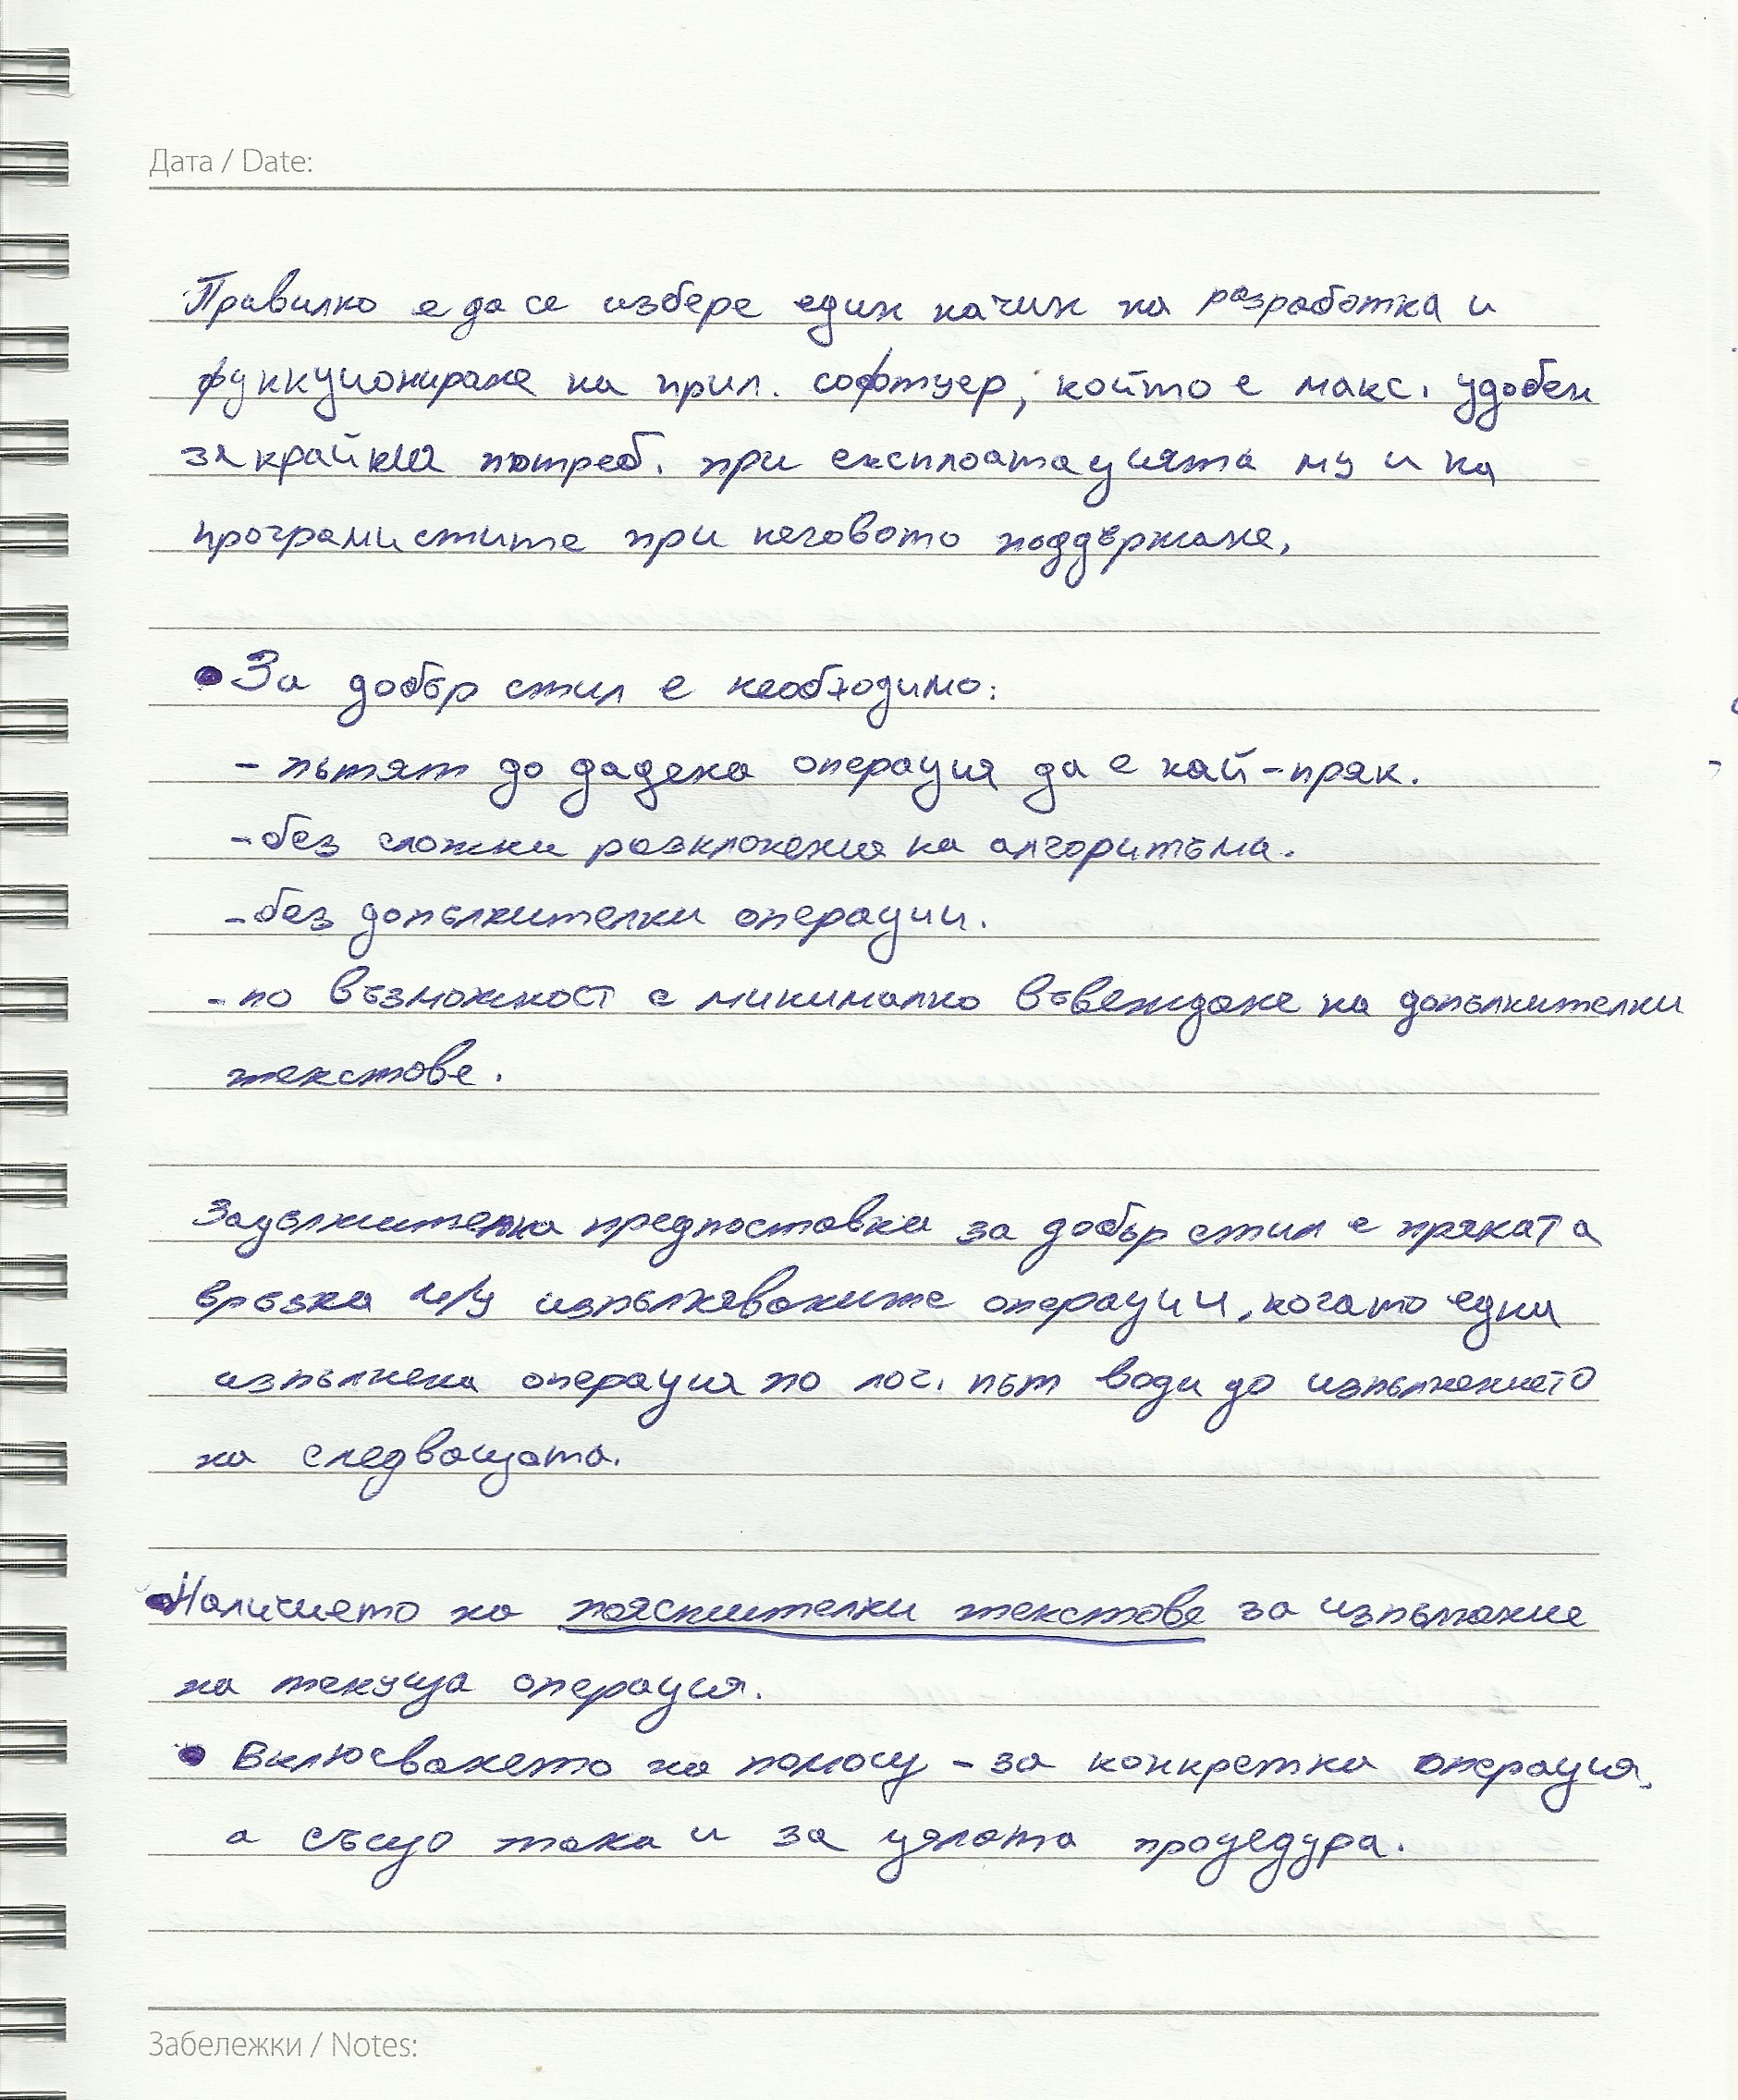 Дата / Date:
Правилно е да се избере един начин на разработка и
функциониране на прил. софтуер, който е макс. удобен
за крайния потреб. при експлоатацията му и на
програмистите при неговото поддържане.
• За добър стил е необходимо:
- пътят до дадена операция да е най-пряк.
- без сложни разклонения на алгоритъма.
- без допълнителни операции.
- по възможност с минимално въвеждане на допълнителни
текстове.
Задължителна предпоставка за добър стил е пряката
връзка м/у изпълняваните операции, когато една
изпълнена операция по лог. път води до изпълнението
на следващата.
• Наличието на пояснителни текстове за изпълнение
на текуща операция.
• Включването на помощ - за конкретна операция,
а също така и за цялата процедура.
Забележки / Notes: